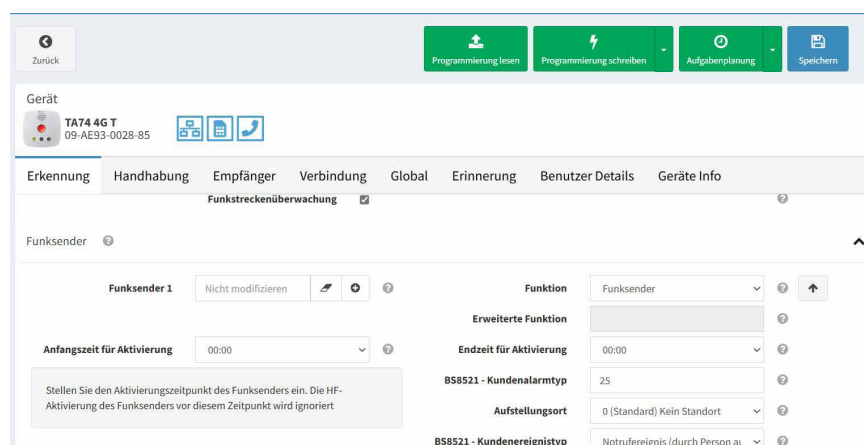 Zurück
Programmierung lesen
Programmierung schreiben
Aufgabenplanung
Speichern
Gerät
TA74 4G T
09-AE93-0028-85
Erkennung Handhabung Empfänger Verbindung Global Erinnerung Benutzer Details Geräte Info
Funkstreckenüberwachung
Funksender
Funksender 1 Nicht modifizieren Funktion Funksender
Erweiterte Funktion
Anfangszeit für Aktivierung 00:00 Endzeit für Aktivierung 00:00
Stellen Sie den Aktivierungszeitpunkt des Funksenders ein. Die HF-
Aktivierung des Funksenders vor diesem Zeitpunkt wird ignoriert
BS8521 - Kundenalarmtyp 25
Aufstellungsort 0 (Standard) Kein Standort
BS8521 - Kundenereignistyp Notrufereignis (durch Person au